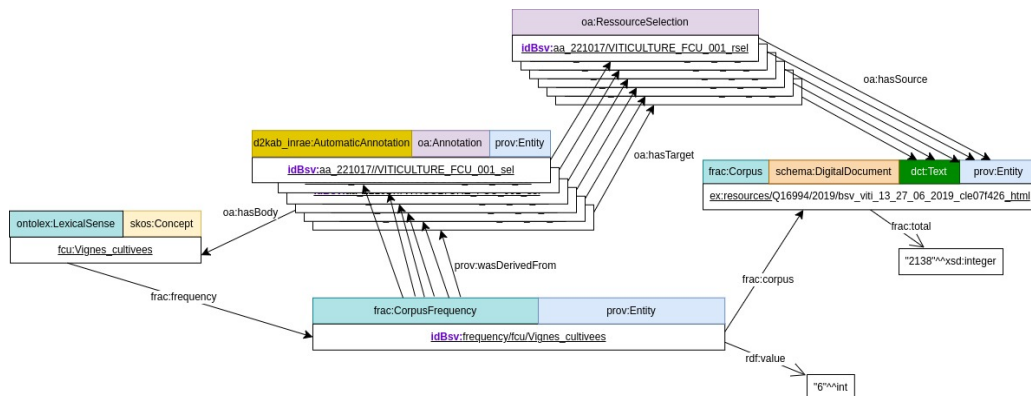 oa:RessourceSelection
idBsv:aa_221017/VITICULTURE_FCU_001_rsel
oa:hasSource
d2kab_inrae:AutomaticAnnotation oa:Annotation prov:Entity
idBsv:aa_221017//VITICULTURE_FCU_001_sel
oa:hasTarget
frac:Corpus schema:DigitalDocument dct:Text prov:Entity
ex:resources/Q16994/2019/bsv_viti_13_27_06_2019_cle07f426_html
oa:hasBody
ontolex:LexicalSense skos:Concept
fcu:Vignes_cultivees
frac:total
"2138"^^xsd:integer
prov:wasDerivedFrom
frac:corpus
frac:frequency
frac:CorpusFrequency prov:Entity
idBsv:frequency/fcu/Vignes_cultivees
rdf:value
"6"^^int